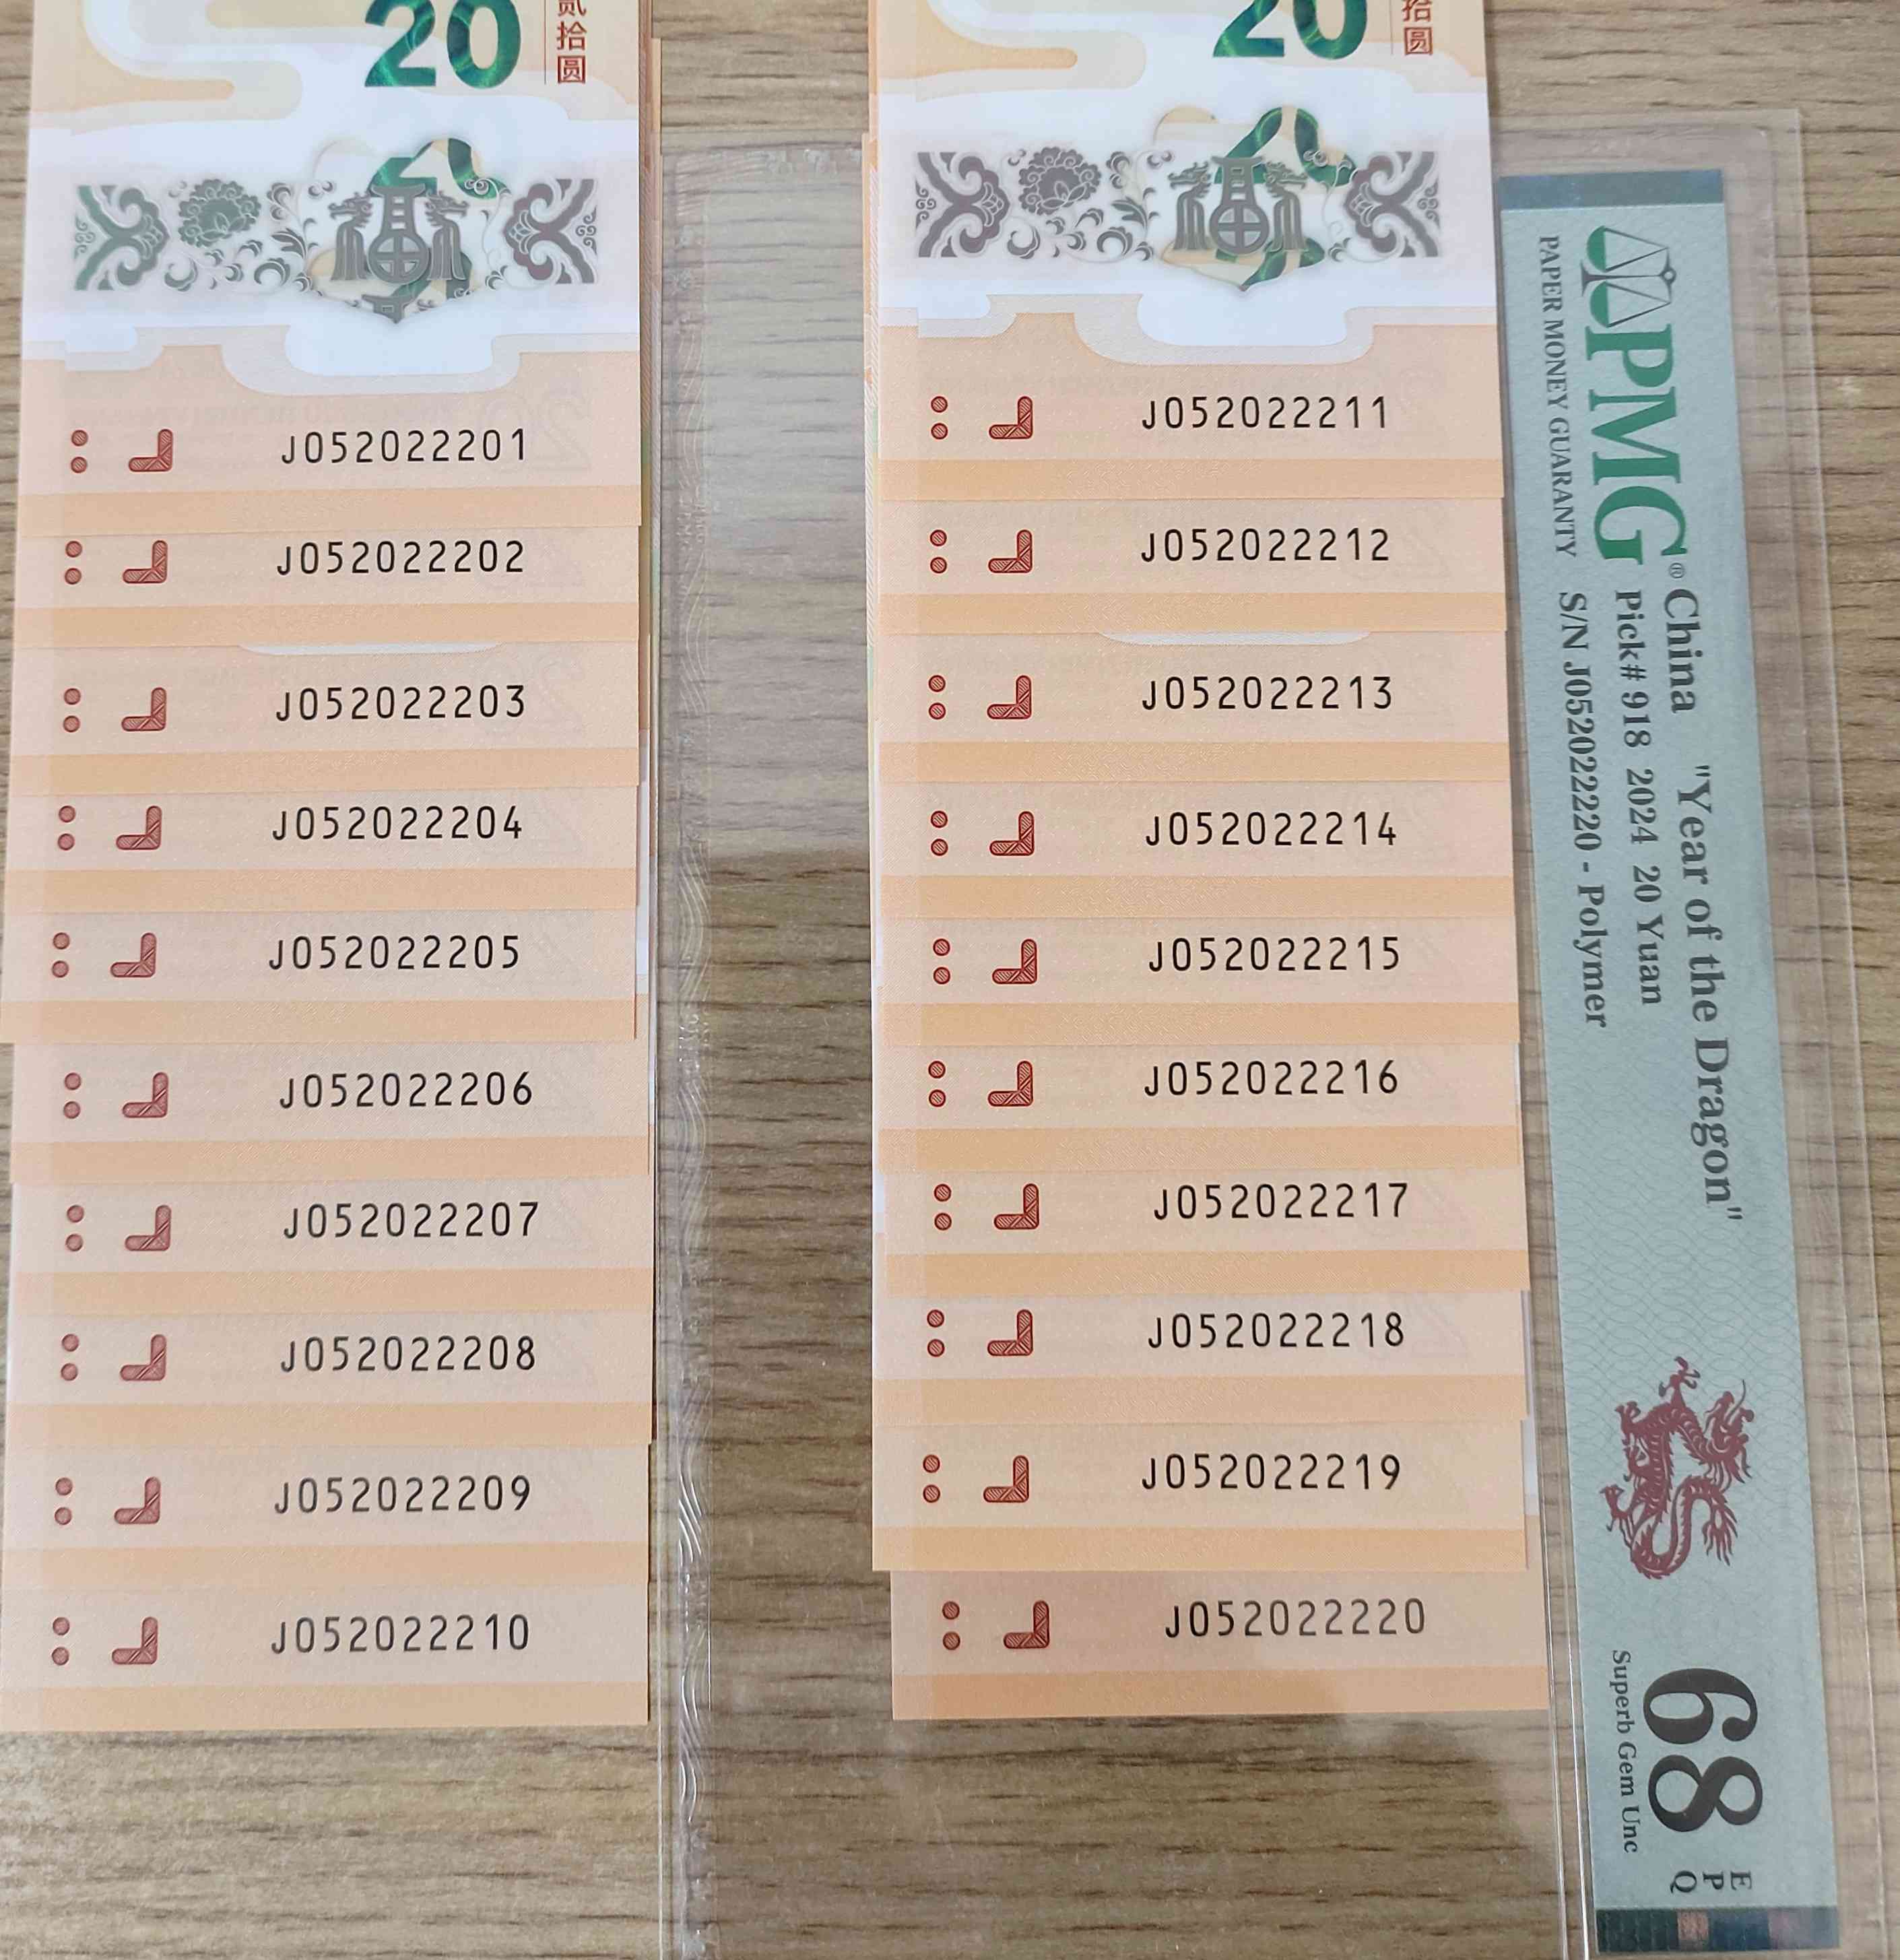 20
贰拾圆
福
J052022201
J052022202
J052022203
J052022204
J052022205
J052022206
J052022207
J052022208
J052022209
J052022210
20
拾圆
福
J052022211
J052022212
J052022213
J052022214
J052022215
J052022216
J052022217
J052022218
J052022219
J052022220
PMG®
PAPER MONEY GUARANTY
China "Year of the Dragon"
Pick# 918 2024 20 Yuan
S/N J052022220 - Polymer
68
EPQ
Superb Gem Unc